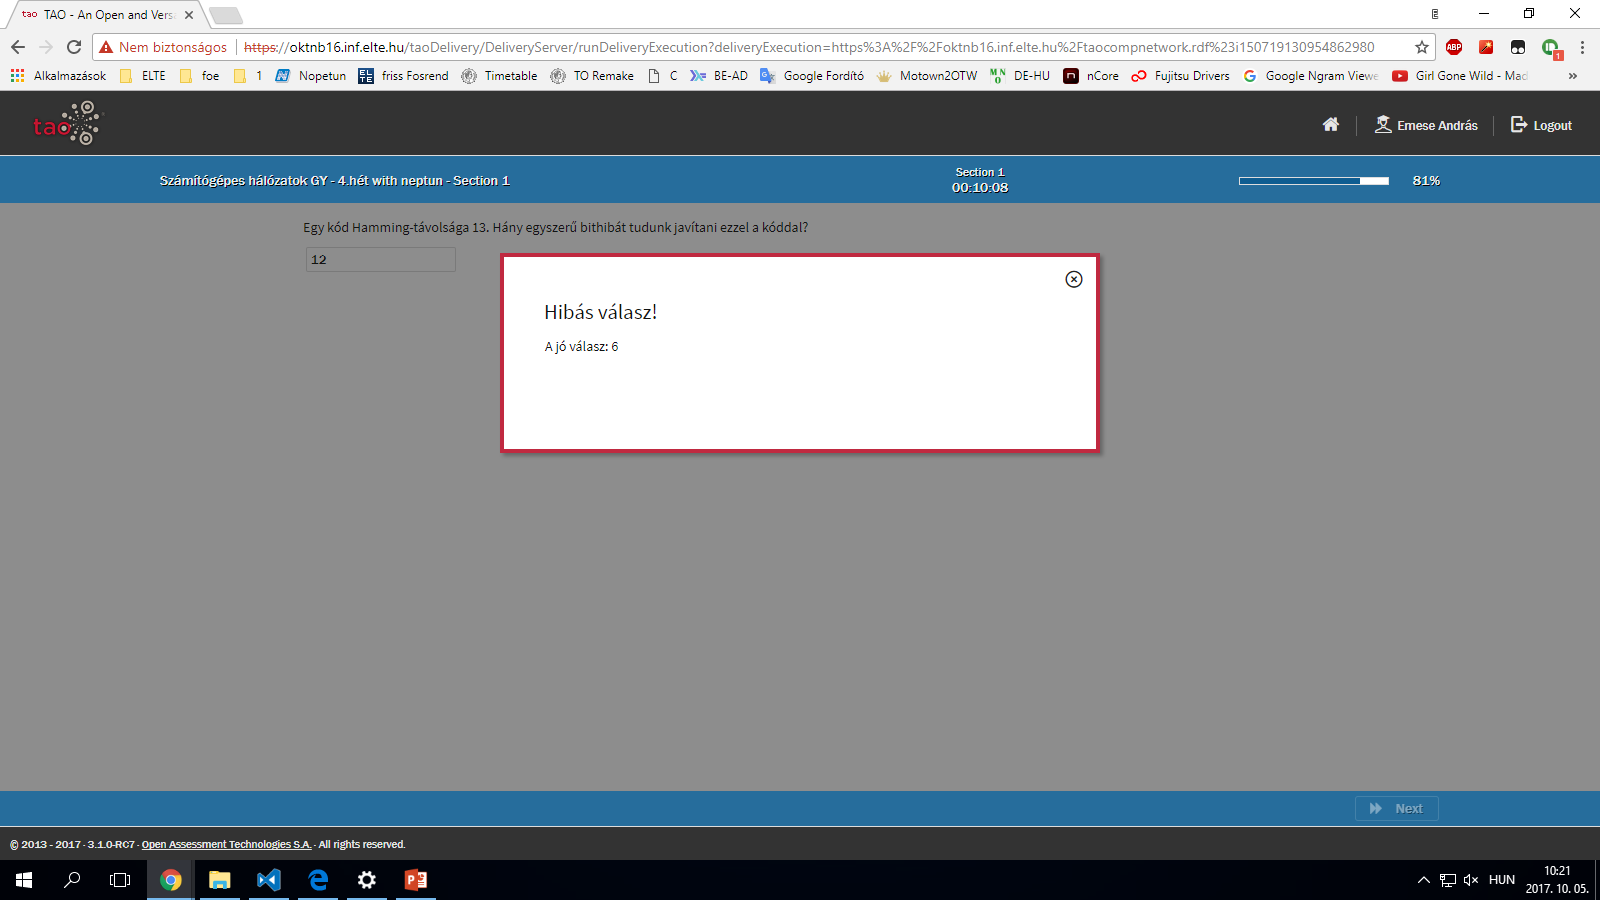 tao TAO - An Open and Vers
Nem biztonságos https://oktnb16.inf.elte.hu/taoDelivery/DeliveryServer/runDeliveryExecution?deliveryExecution=https%3A%2F%2Foktnb16.inf.elte.hu%2Ftaocompnetwork.rdf%23i150719130954862980 ABP 1
Alkalmazások ELTE foe 1 Nopetun friss Fosrend Timetable TO Remake C BE-AD Google Fordító Motown2OTW DE-HU nCore Fujitsu Drivers Google Ngram Viewe Girl Gone Wild - Mad »
tao Emese András Logout
Számítógépes hálózatok GY - 4.hét with neptun - Section 1
Section 1
00:10:08
81%
Egy kód Hamming-távolsága 13. Hány egyszerű bithibát tudunk javítani ezzel a kóddal?
12
Hibás válasz!
A jó válasz: 6
Next
© 2013 - 2017 · 3.1.0-RC7 · Open Assessment Technologies S.A. · All rights reserved.
HUN
10:21
2017. 10. 05.